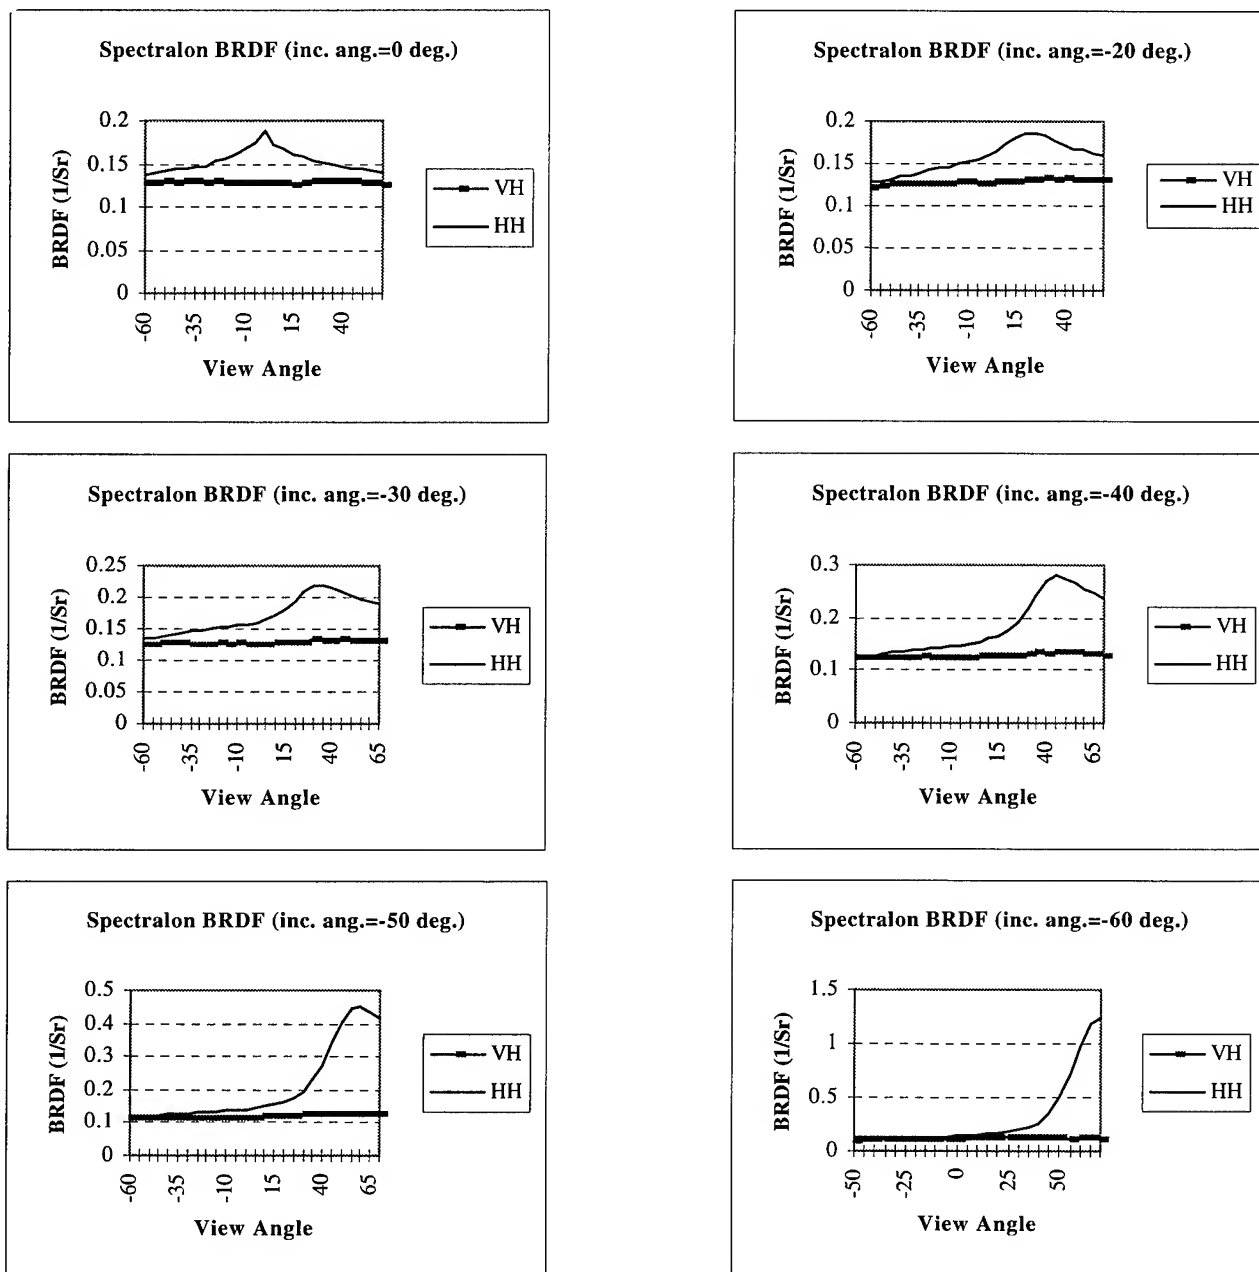 Spectralon BRDF (inc. ang.=0 deg.)
BRDF (1/Sr)
0.2
0.15
0.1
0.05
0
-60
-35
-10
15
40
View Angle
VH
HH
Spectralon BRDF (inc. ang.=-20 deg.)
BRDF (1/Sr)
0.2
0.15
0.1
0.05
0
-60
-35
-10
15
40
View Angle
VH
HH
Spectralon BRDF (inc. ang.=-30 deg.)
BRDF (1/Sr)
0.25
0.2
0.15
0.1
0.05
0
-60
-35
-10
15
40
65
View Angle
VH
HH
Spectralon BRDF (inc. ang.=-40 deg.)
BRDF (1/Sr)
0.3
0.2
0.1
0
-60
-35
-10
15
40
65
View Angle
VH
HH
Spectralon BRDF (inc. ang.=-50 deg.)
BRDF (1/Sr)
0.5
0.4
0.3
0.2
0.1
0
-60
-35
-10
15
40
65
View Angle
VH
HH
Spectralon BRDF (inc. ang.=-60 deg.)
BRDF (1/Sr)
1.5
1
0.5
0
-50
-25
0
25
50
View Angle
VH
HH